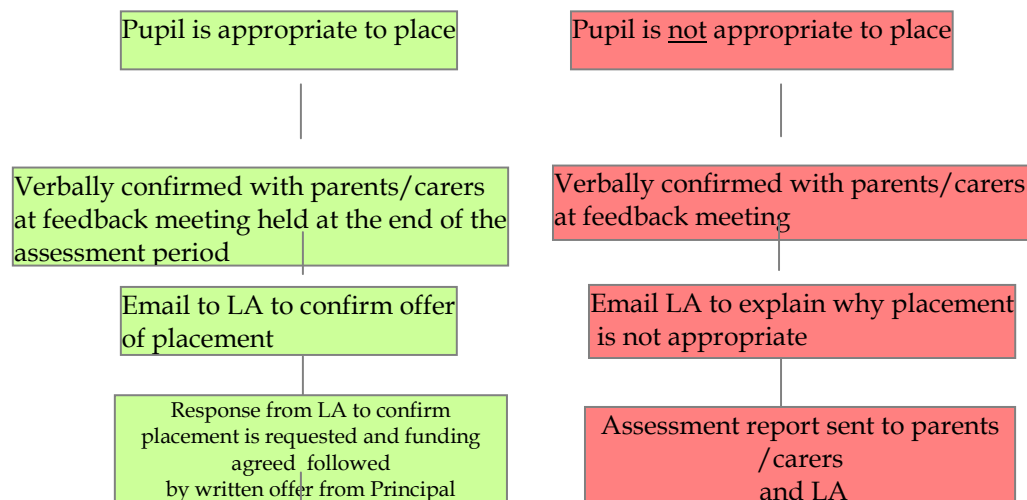 Pupil is appropriate to place
Pupil is not appropriate to place
Verbally confirmed with parents/carers
at feedback meeting held at the end of the
assessment period
Verbally confirmed with parents/carers
at feedback meeting
Email to LA to confirm offer
of placement
Email LA to explain why placement
is not appropriate
Response from LA to confirm
placement is requested and funding
agreed followed
by written offer from Principal
Assessment report sent to parents
/carers
and LA